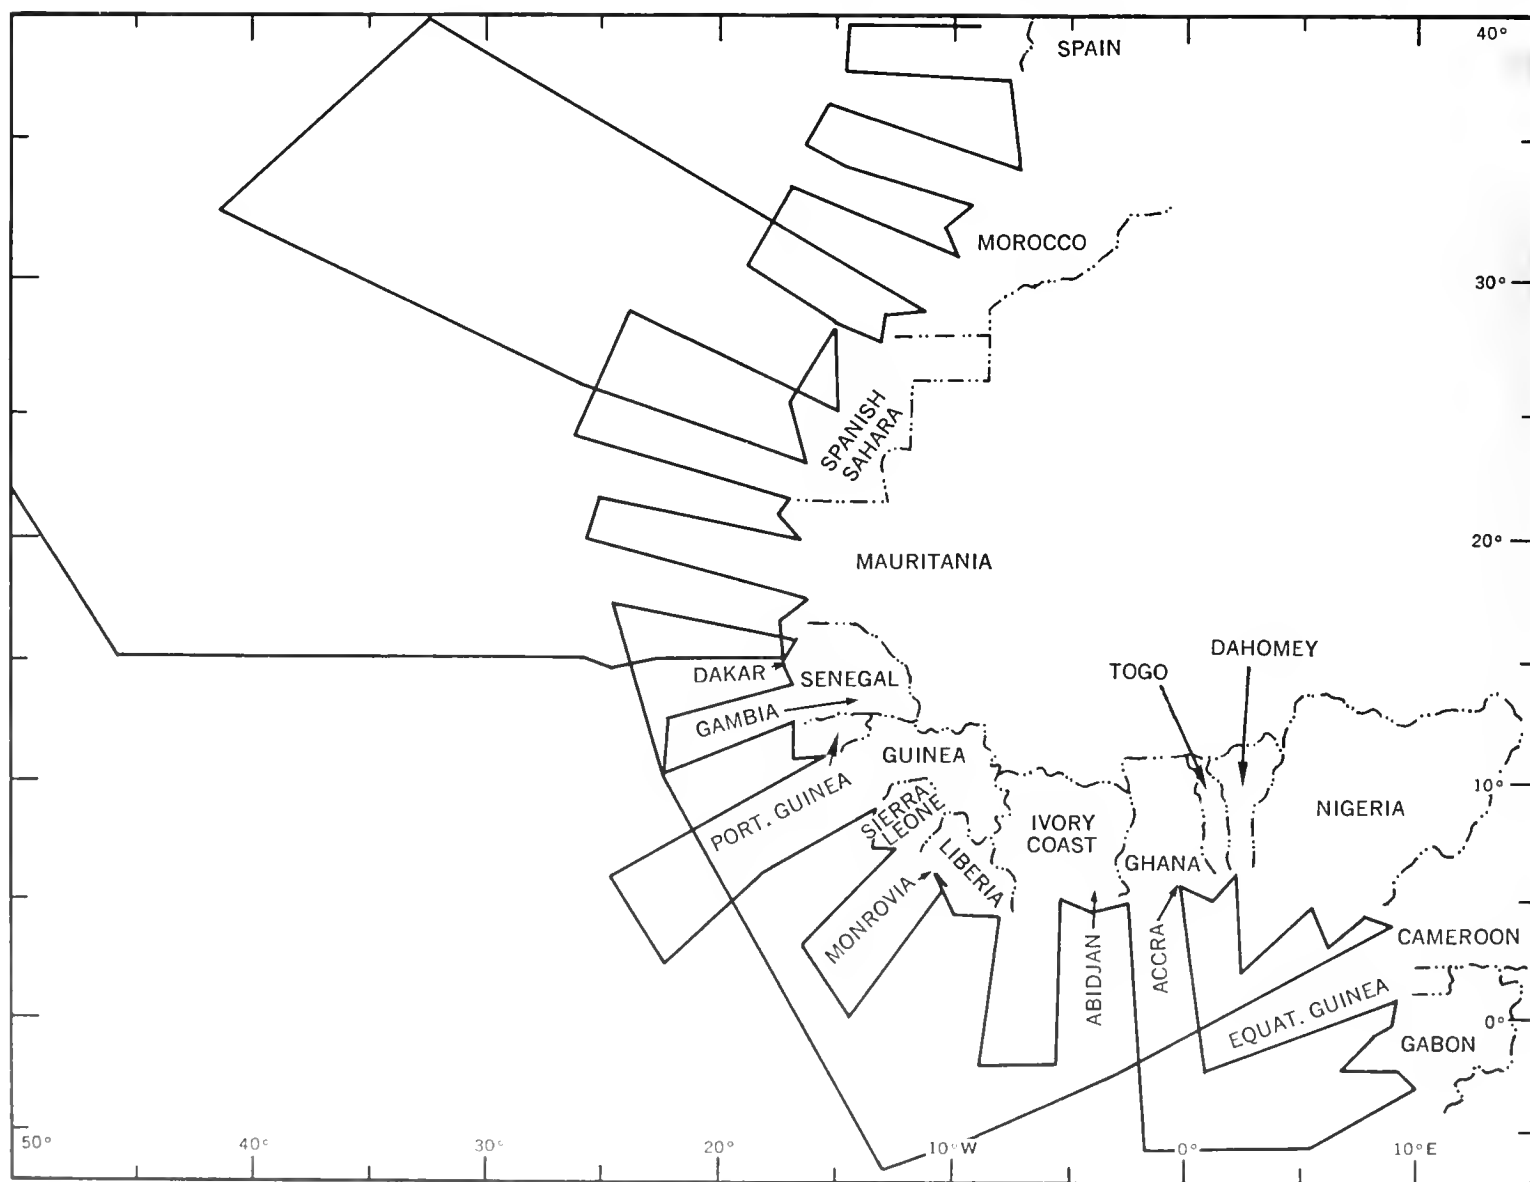 40°
SPAIN
MOROCCO
30°
SPANISH
SAHARA
20°
MAURITANIA
DAHOMEY
TOGO
DAKAR
SENEGAL
GAMBIA
GUINEA
10°
PORT. GUINEA
SIERRA
LEONE
IVORY
COAST
NIGERIA
GHANA
LIBERIA
MONROVIA
ABIDJAN
ACCRA
CAMEROON
EQUAT. GUINEA
0°
GABON
50°
40°
30°
20°
10°W
0°
10°E